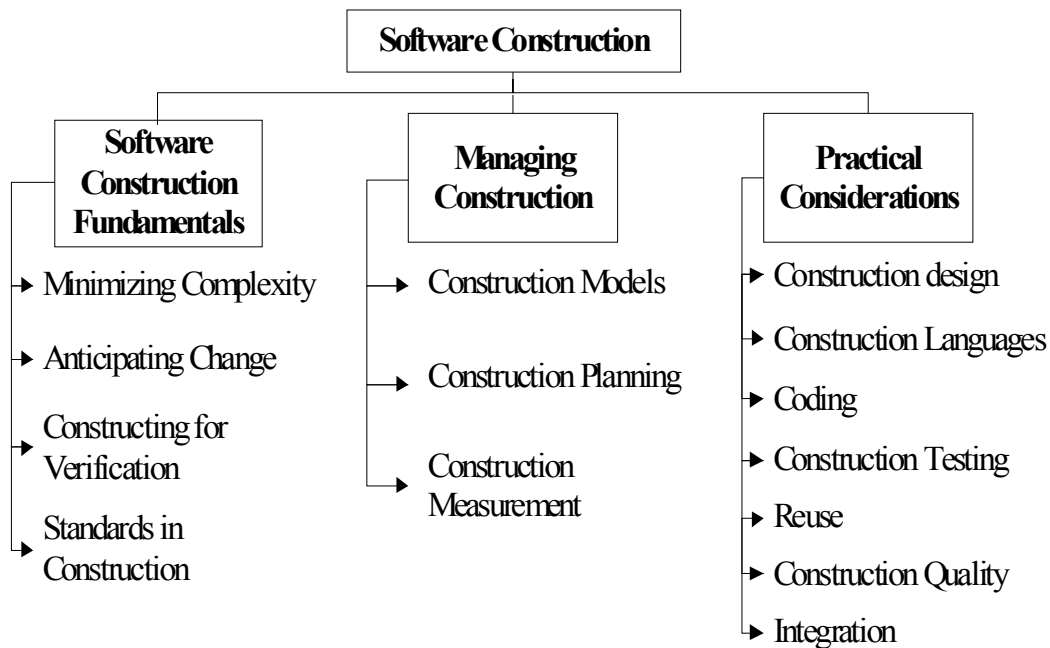 Software Construction
Software
Construction
Fundamentals
Minimizing Complexity
Anticipating Change
Constructing for
Verification
Standards in
Construction
Managing
Construction
Construction Models
Construction Planning
Construction
Measurement
Practical
Considerations
Construction design
Construction Languages
Coding
Construction Testing
Reuse
Construction Quality
Integration